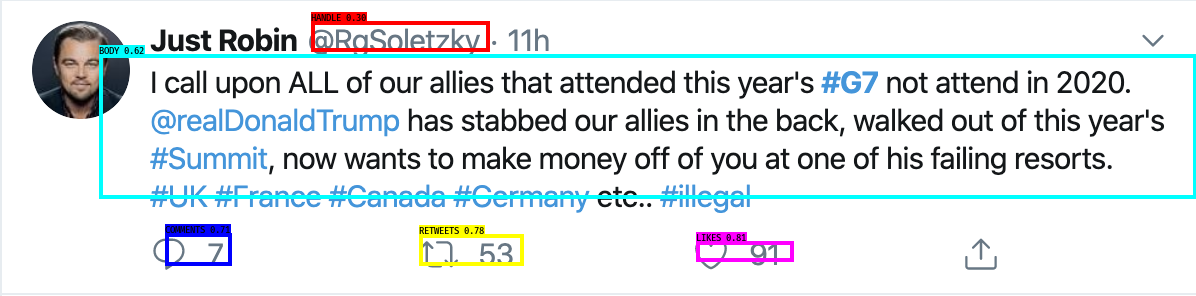 HANDLE 0.36
Just Robin @RgSoletzky · 11h
BODY 0.62
I call upon ALL of our allies that attended this year's #G7 not attend in 2020.
@realDonaldTrump has stabbed our allies in the back, walked out of this year's
#Summit, now wants to make money off of you at one of his failing resorts.
#UK #France #Canada #Germany etc.. #illegal
COMMENTS 0.71 RETWEETS 0.78 LIKES 0.81
7 53 91